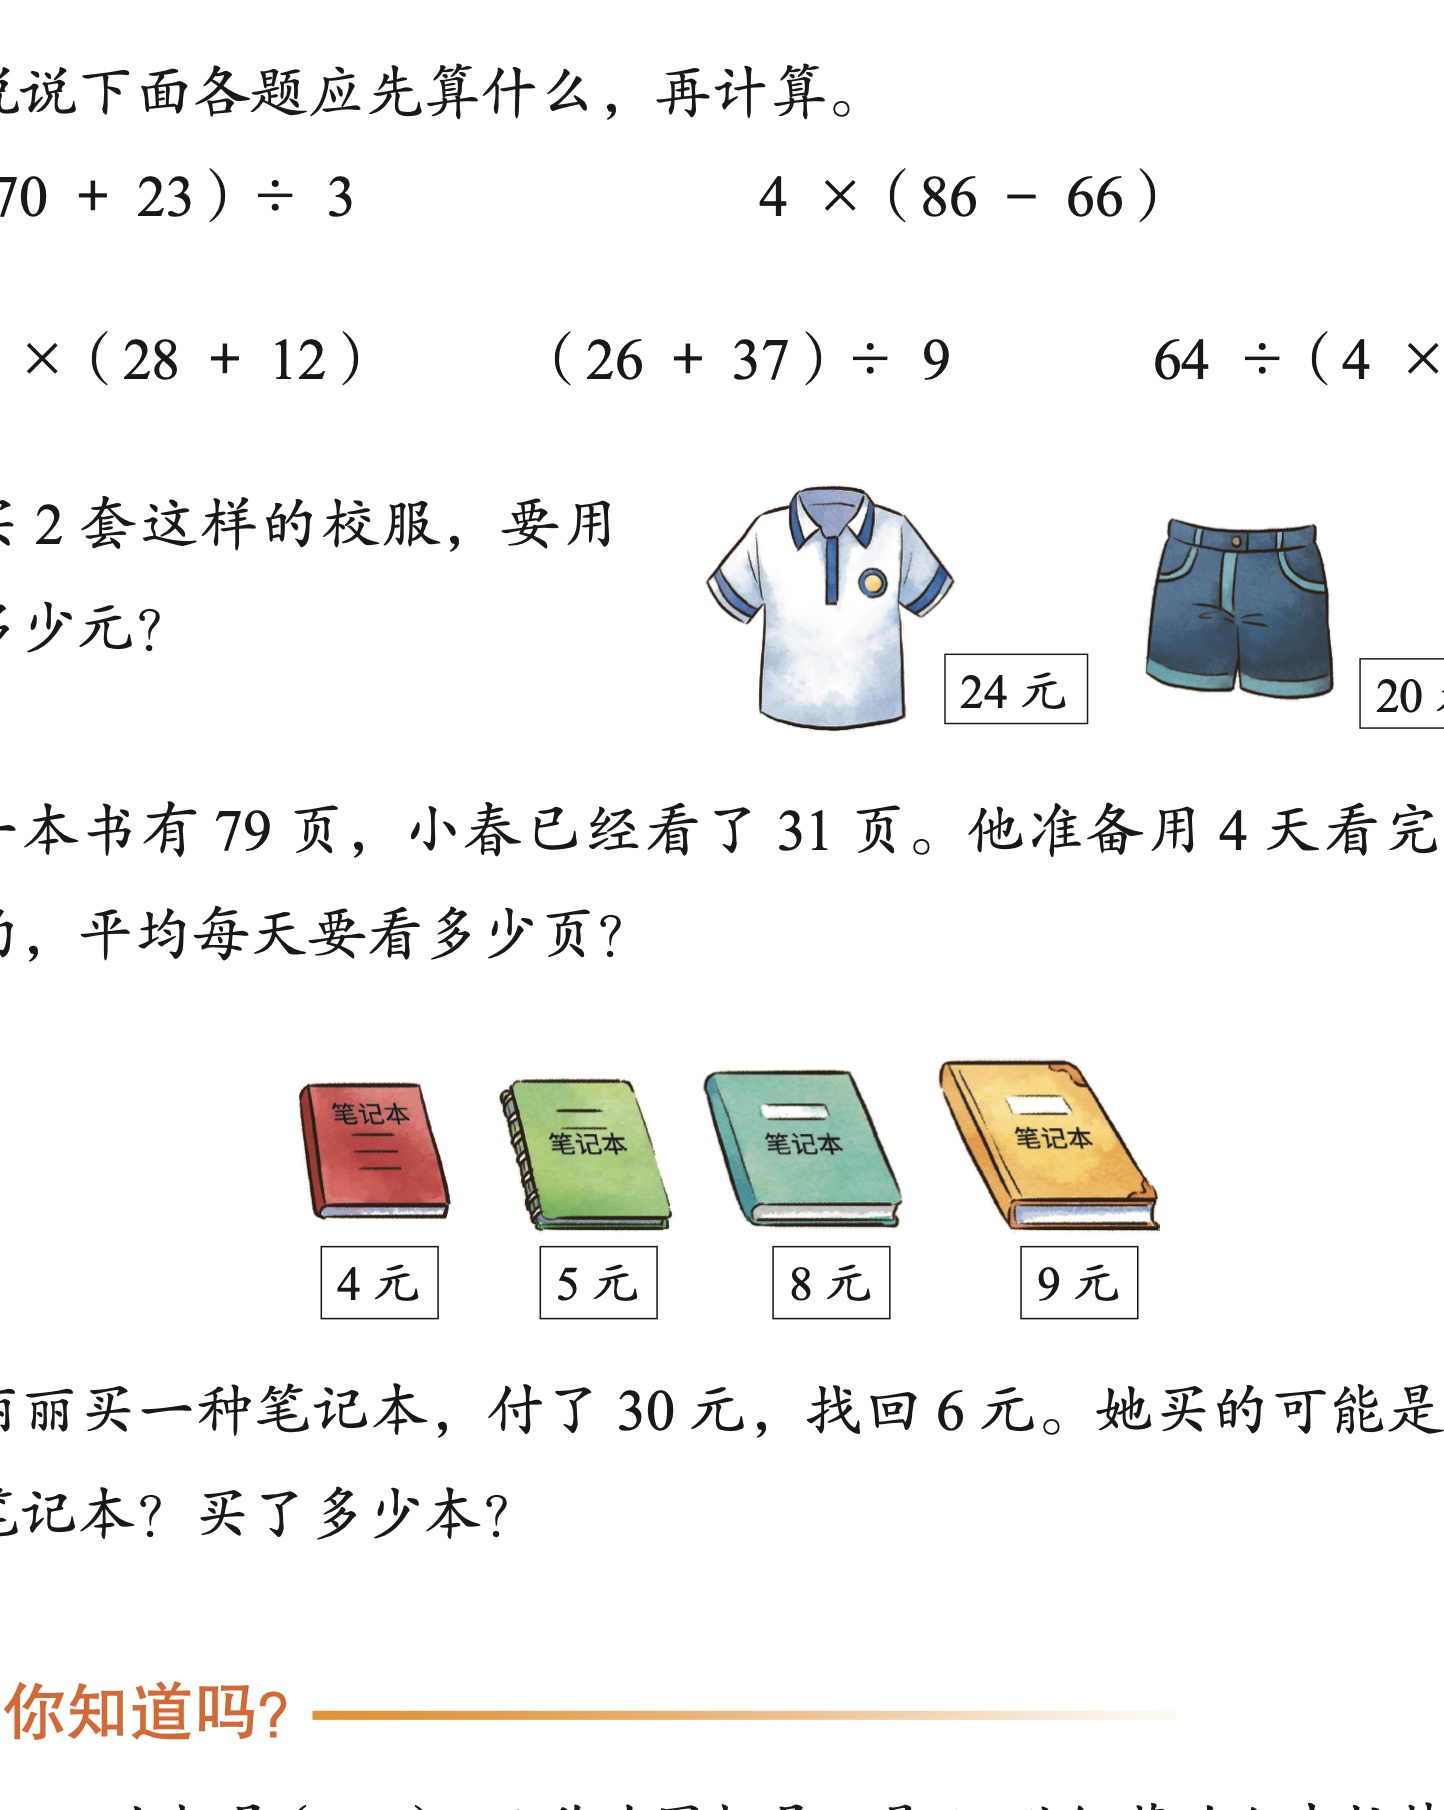 说下面各题应先算什么，再计算。
70 + 23）÷ 3 4 ×（86 − 66）
×（28 + 12） （26 + 37）÷ 9 64 ÷（4 ×
2 套这样的校服，要用
少元？
24 元
20
本书有 79 页，小春已经看了 31 页。他准备用 4 天看完
，平均每天要看多少页？
笔记本 笔记本 笔记本 笔记本
4 元 5 元 8 元 9 元
丽买一种笔记本，付了 30 元，找回 6 元。她买的可能是
记本？买了多少本？
你知道吗？